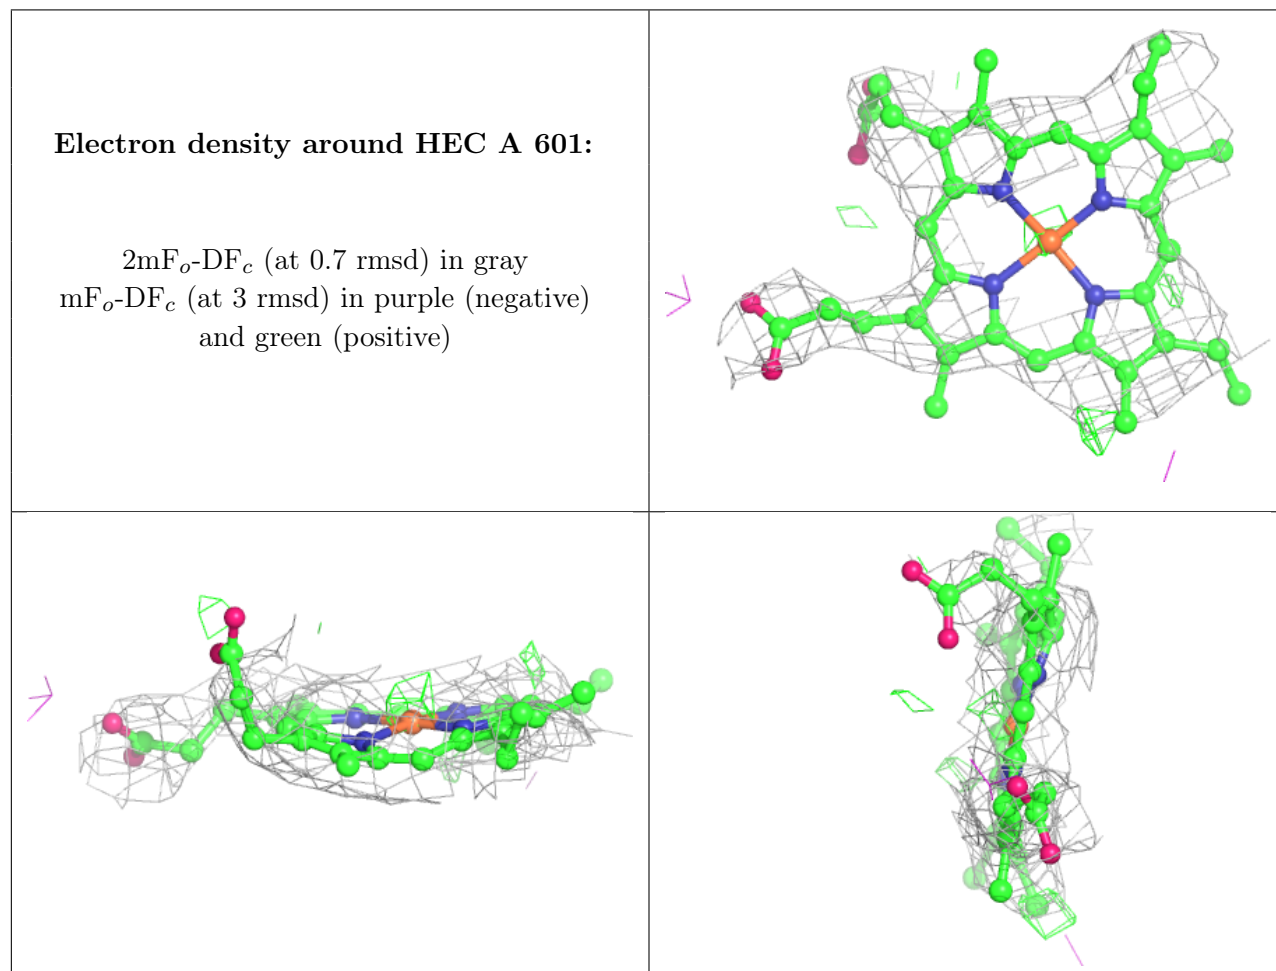 Electron density around HEC A 601:
2mFo-DFc (at 0.7 rmsd) in gray
mFo-DFc (at 3 rmsd) in purple (negative)
and green (positive)